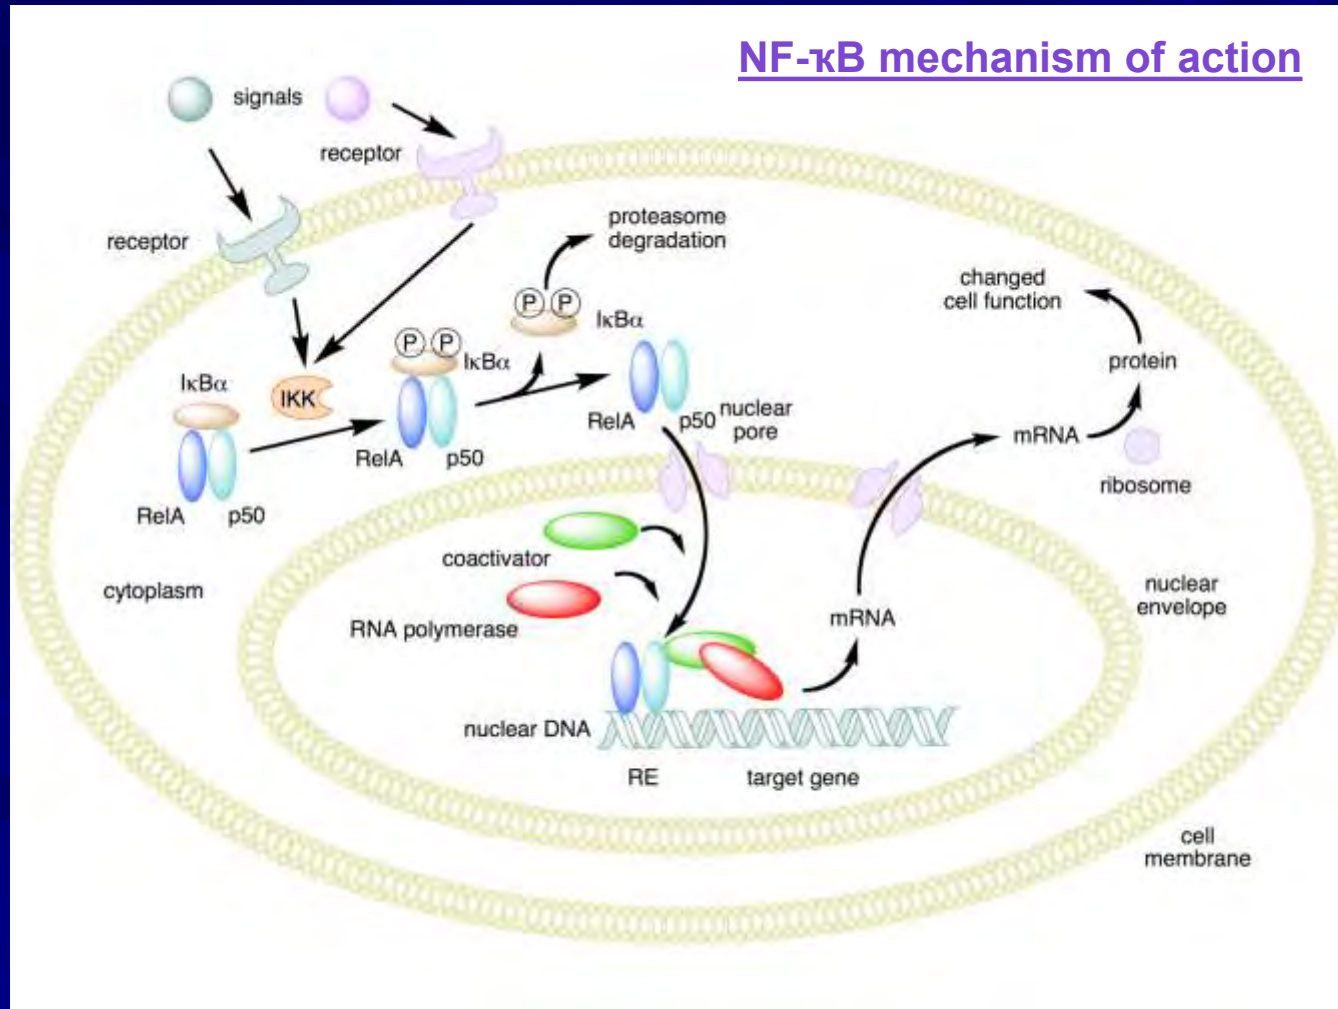 NF-κB mechanism of action
signals
receptor
receptor
proteasome
degradation
changed
cell function
P P
IκBα
P P
IκBα
protein
IκBα
IKK
RelA
p50
nuclear
pore
mRNA
RelA
p50
ribosome
RelA
p50
coactivator
cytoplasm
nuclear
envelope
RNA polymerase
mRNA
nuclear DNA
RE
target gene
cell
membrane